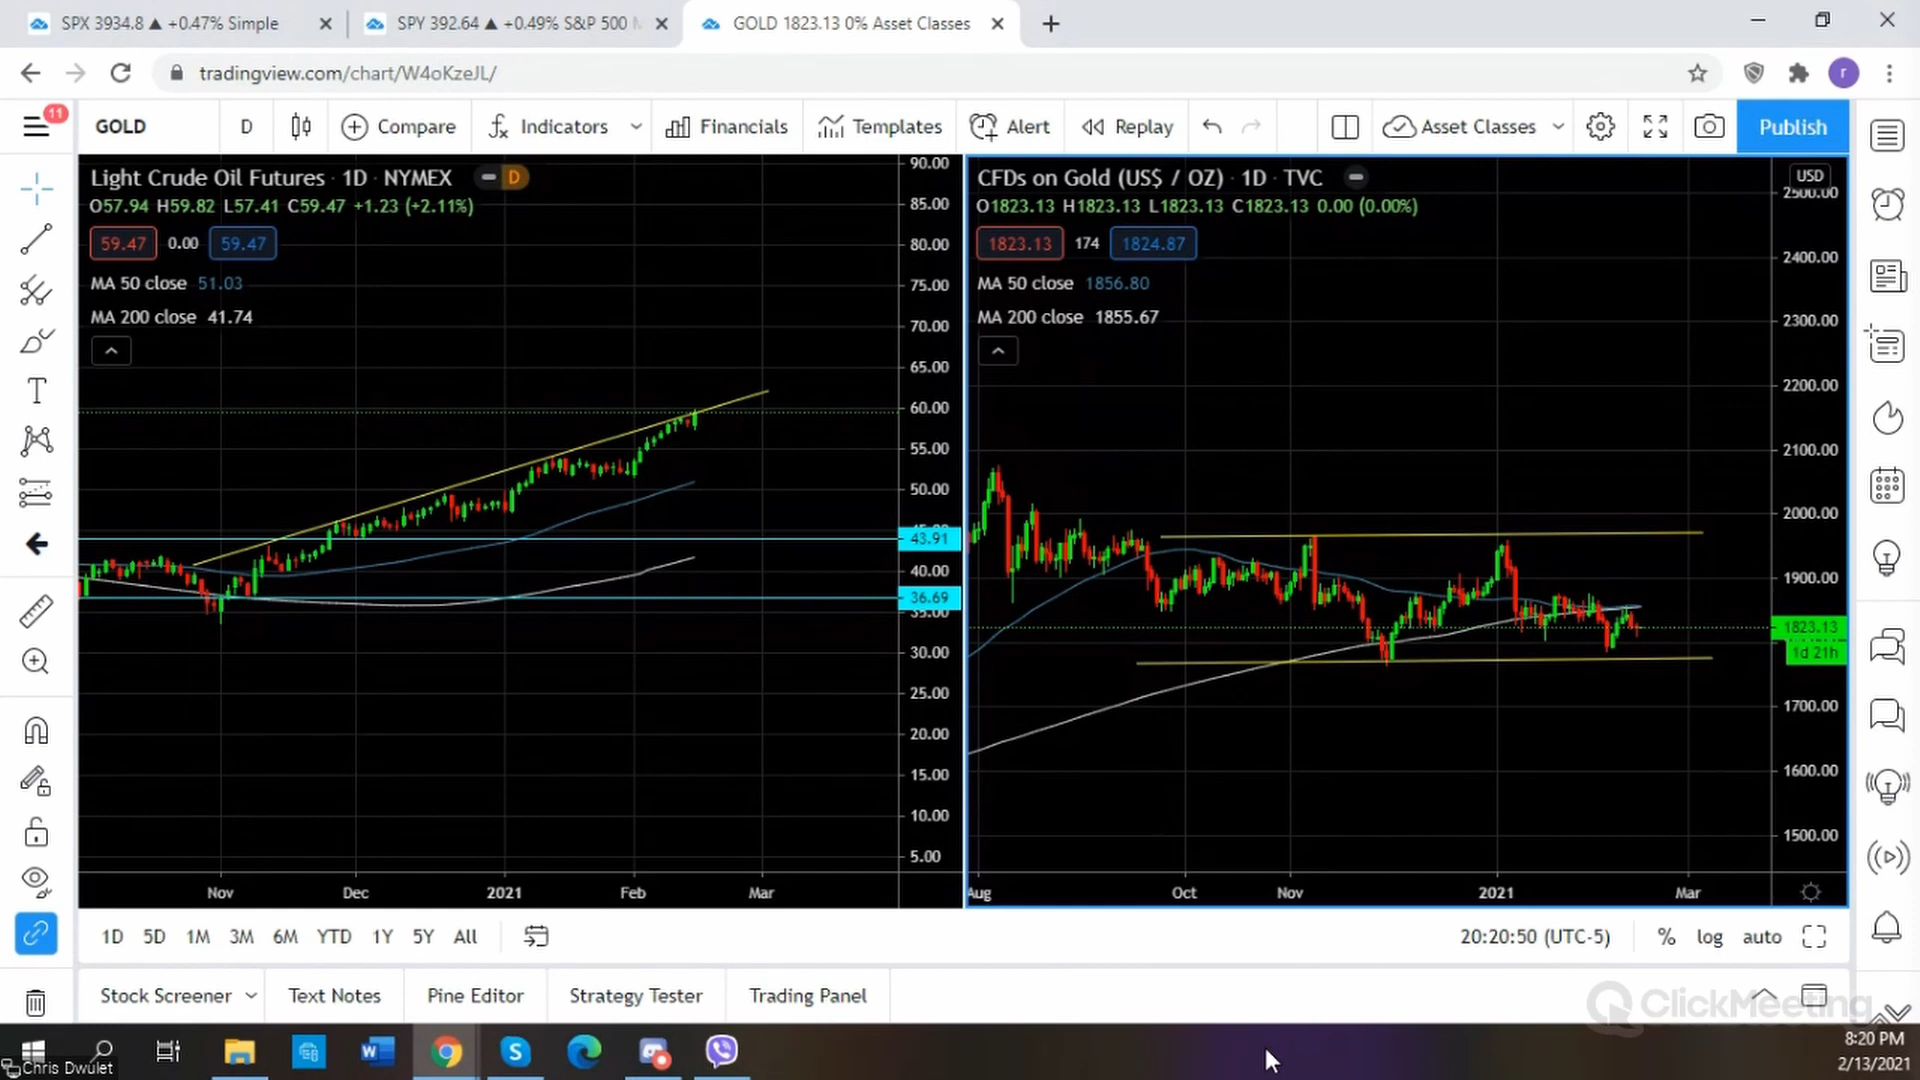 SPX 3934.8 ▲ +0.47% Simple
SPY 392.64 ▲ +0.49% S&P 500
GOLD 1823.13 0% Asset Classes
tradingview.com/chart/W4oKzeJL/
r
11
GOLD
D
Compare
Indicators
Financials
Templates
Alert
Replay
Asset Classes
Publish
Light Crude Oil Futures · 1D · NYMEX
D
O57.94 H59.82 L57.41 C59.47 +1.23 (+2.11%)
59.47 0.00 59.47
MA 50 close 51.03
MA 200 close 41.74
90.00
85.00
80.00
75.00
70.00
65.00
60.00
55.00
50.00
45.00
43.91
40.00
36.69
35.00
30.00
25.00
20.00
15.00
10.00
5.00
Nov Dec 2021 Feb Mar
CFDs on Gold (US$ / OZ) · 1D · TVC
USD
O1823.13 H1823.13 L1823.13 C1823.13 0.00 (0.00%)
1823.13 174 1824.87
MA 50 close 1856.80
MA 200 close 1855.67
2500.00
2400.00
2300.00
2200.00
2100.00
2000.00
1900.00
1823.13
1d 21h
1700.00
1600.00
1500.00
Aug Oct Nov 2021 Mar
1D 5D 1M 3M 6M YTD 1Y 5Y All
20:20:50 (UTC-5)
% log auto
Stock Screener
Text Notes
Pine Editor
Strategy Tester
Trading Panel
ClickMeeting
Chris Dwulet
8:20 PM
2/13/2021